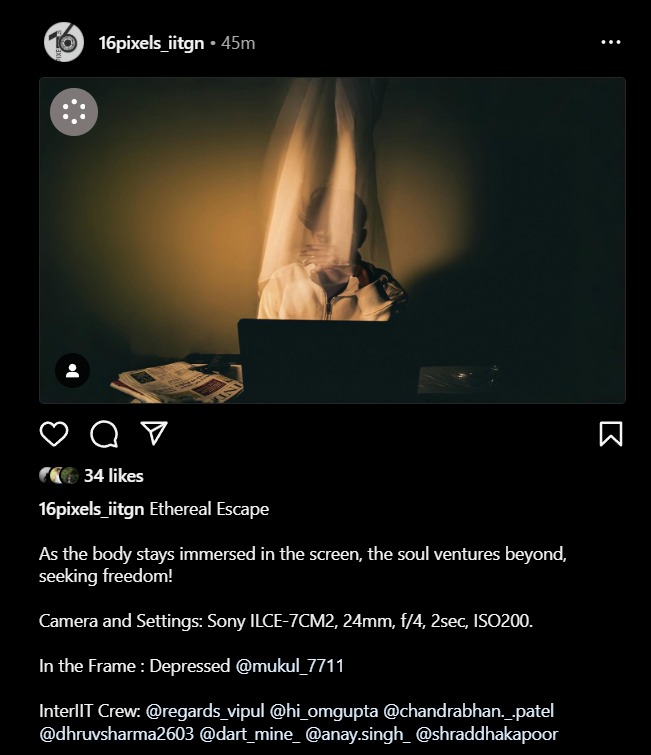 16
16pixels_iitgn • 45m
34 likes
16pixels_iitgn Ethereal Escape
As the body stays immersed in the screen, the soul ventures beyond,
seeking freedom!
Camera and Settings: Sony ILCE-7CM2, 24mm, f/4, 2sec, ISO200.
In the Frame : Depressed @mukul_7711
InterIIT Crew: @regards_vipul @hi_omgupta @chandrabhan._.patel
@dhruvsharma2603 @dart_mine_ @anay.singh_ @shraddhakapoor